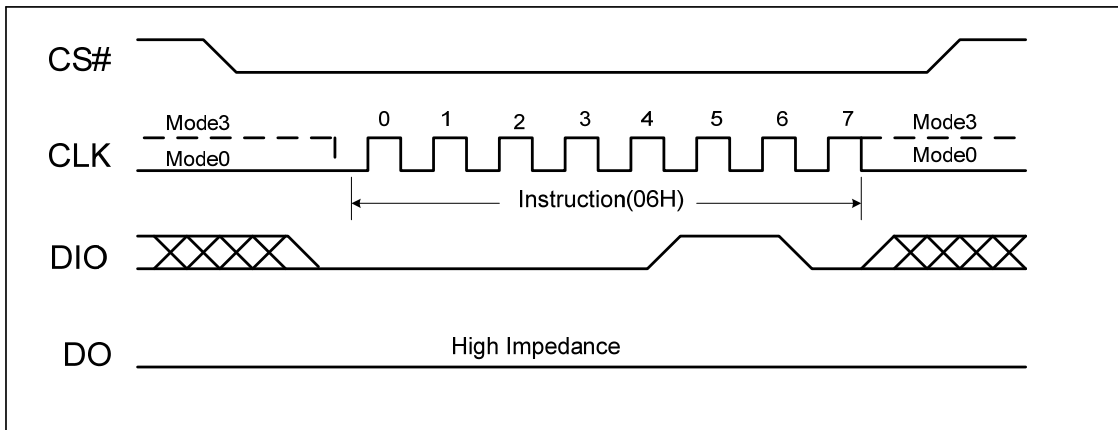 CS#
Mode3 0 1 2 3 4 5 6 7 Mode3
CLK
Mode0 Mode0
Instruction(06H)
DIO
High Impedance
DO